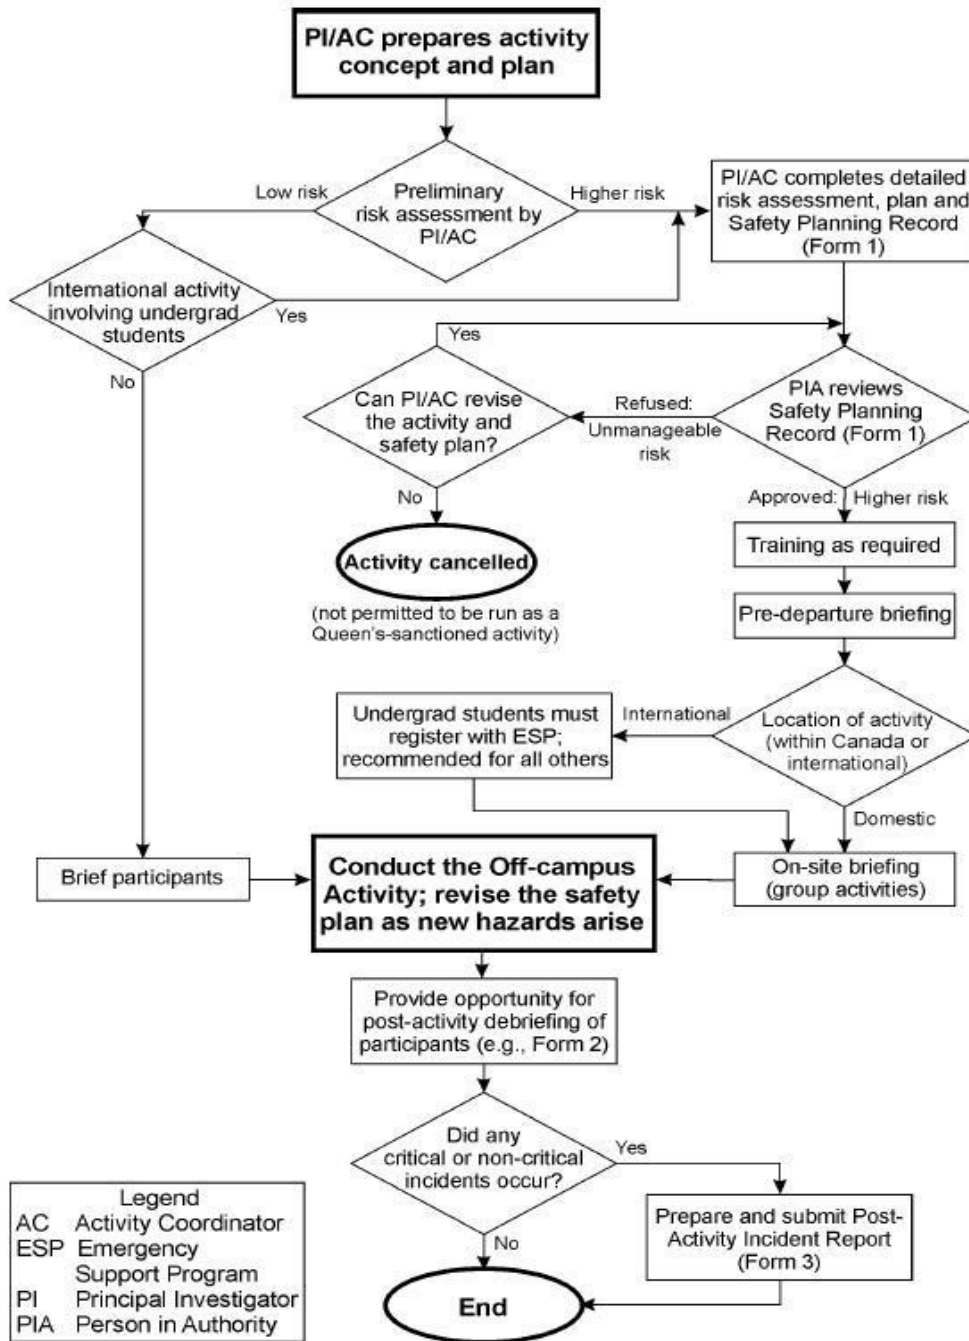 PI/AC prepares activity
concept and plan
Low risk
Preliminary
risk assessment by
PI/AC
Higher risk
PI/AC completes detailed
risk assessment, plan and
Safety Planning Record
(Form 1)
International activity
involving undergrad
students
Yes
No
Yes
Can PI/AC revise
the activity and
safety plan?
Refused:
Unmanageable
risk
PIA reviews
Safety Planning
Record (Form 1)
No
Approved:
Higher risk
Activity cancelled
(not permitted to be run as a
Queen's-sanctioned activity)
Training as required
Pre-departure briefing
Undergrad students must
register with ESP;
recommended for all others
International
Location of activity
(within Canada or
international)
Domestic
Brief participants
Conduct the Off-campus
Activity; revise the safety
plan as new hazards arise
On-site briefing
(group activities)
Provide opportunity for
post-activity debriefing of
participants (e.g., Form 2)
Did any
critical or non-critical
incidents occur?
Yes
No
Prepare and submit Post-
Activity Incident Report
(Form 3)
End
Legend
AC Activity Coordinator
ESP Emergency
Support Program
PI Principal Investigator
PIA Person in Authority